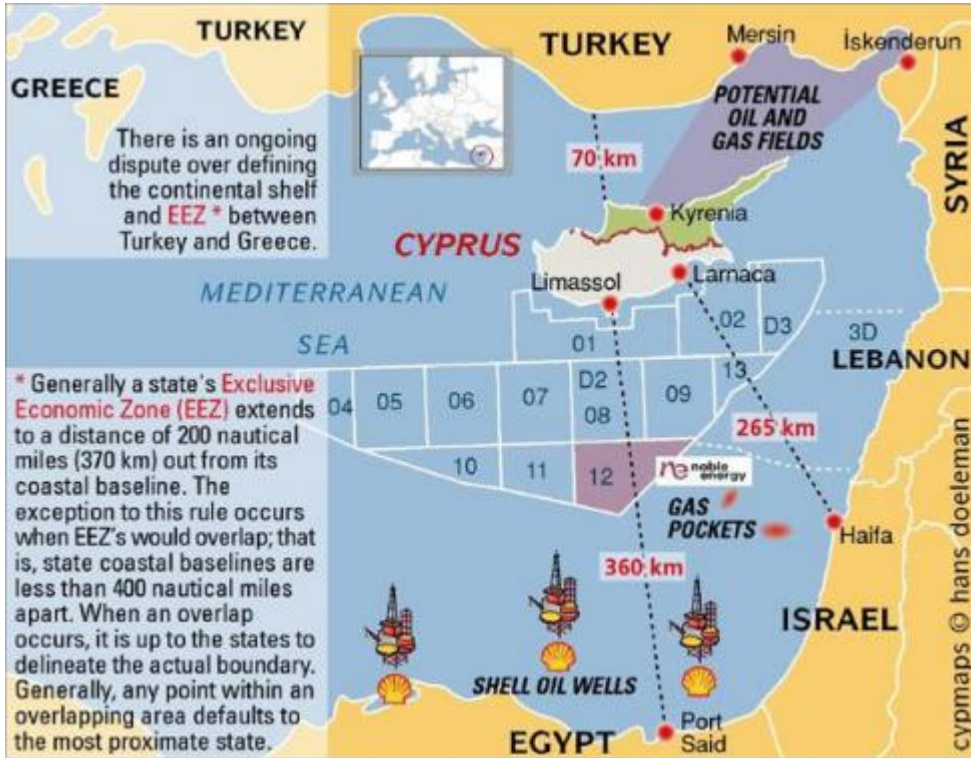 TURKEY
TURKEY
GREECE
Mersin
İskenderun
POTENTIAL
OIL AND
GAS FIELDS
SYRIA
There is an ongoing
dispute over defining
the continental shelf
and EEZ * between
Turkey and Greece.
70 km
Kyrenia
CYPRUS
Larnaca
Limassol
MEDITERRANEAN
SEA
01
02
D3
3D
LEBANON
13
04
05
06
07
D2
08
09
10
11
12
265 km
ne noble
energy
GAS
POCKETS
Haifa
360 km
ISRAEL
SHELL OIL WELLS
Port
Said
EGYPT
* Generally a state's Exclusive
Economic Zone (EEZ) extends
to a distance of 200 nautical
miles (370 km) out from its
coastal baseline. The
exception to this rule occurs
when EEZ's would overlap; that
is, state coastal baselines are
less than 400 nautical miles
apart. When an overlap
occurs, it is up to the states to
delineate the actual boundary.
Generally, any point within an
overlapping area defaults to
the most proximate state.
cypmaps © hans doeleman